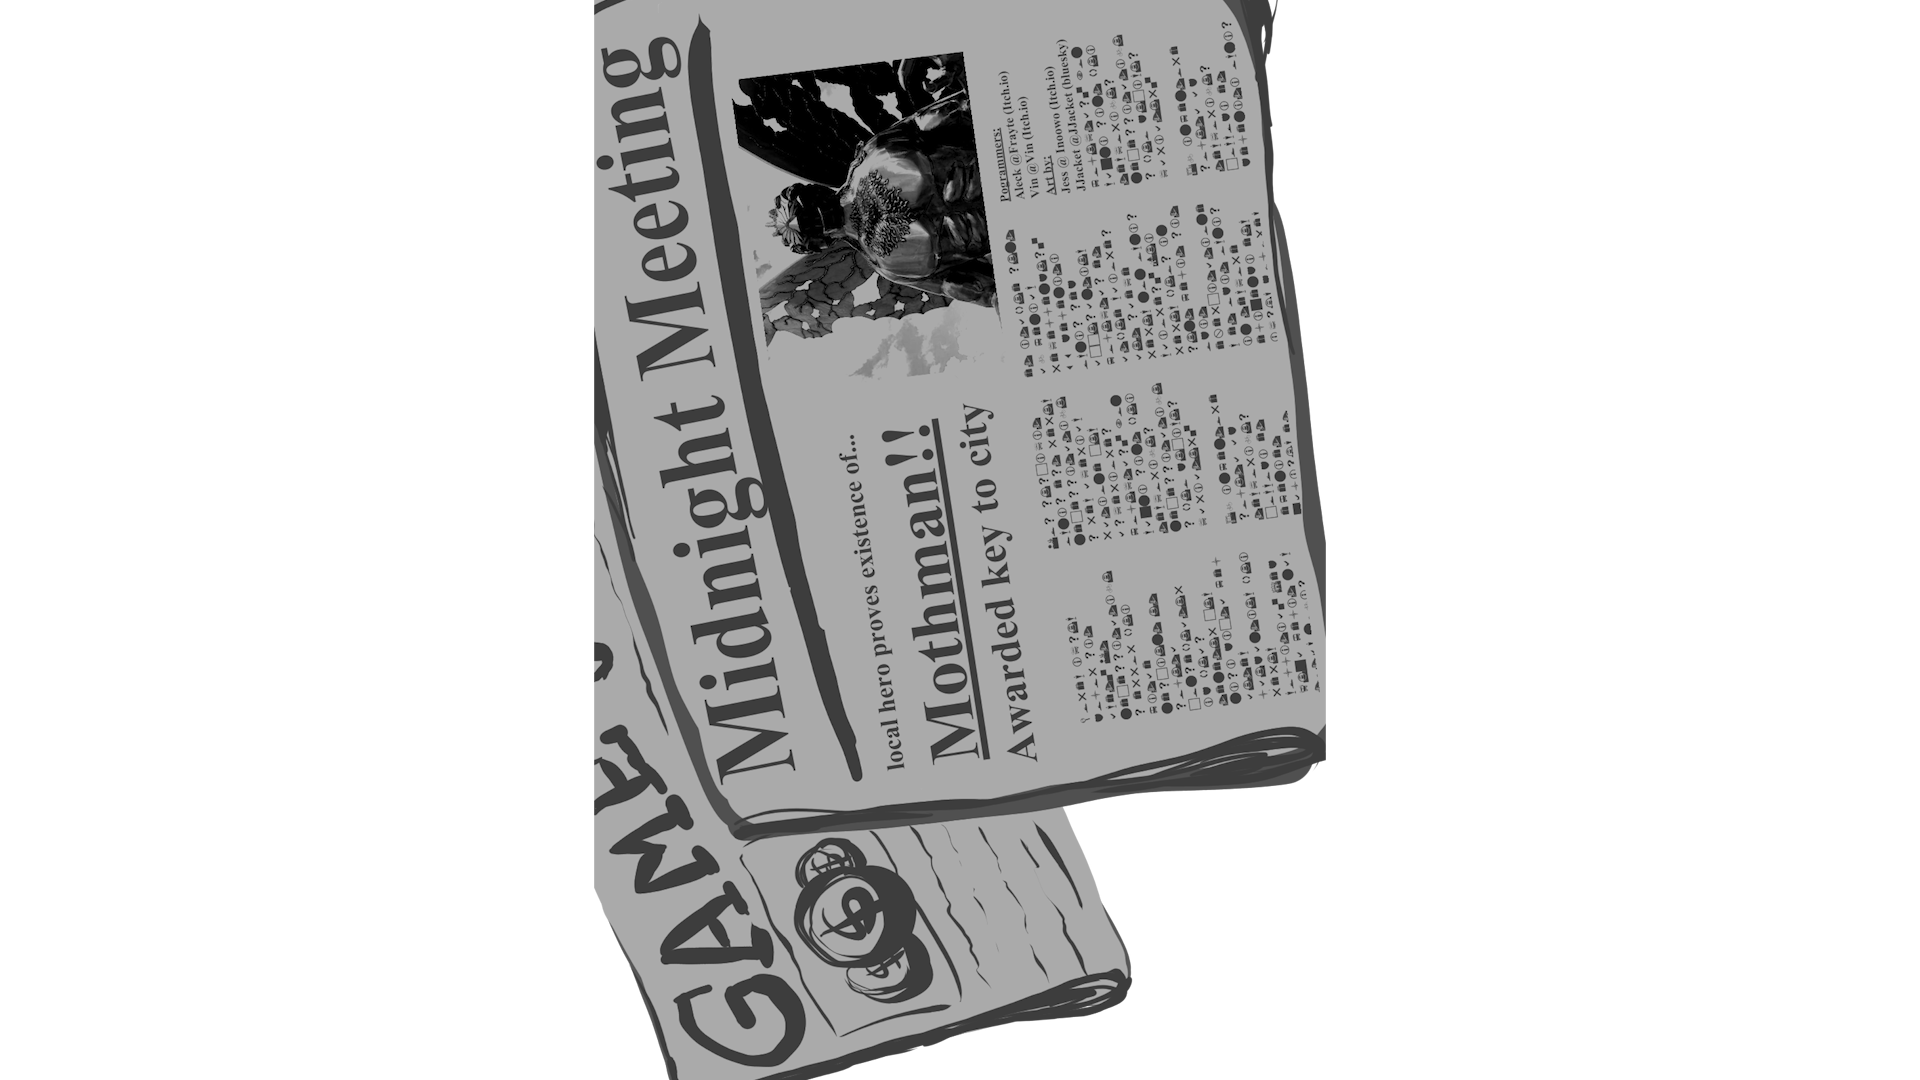 Midnight Meeting
local hero proves existence of...
Mothman!!
Awarded key to city
Pogrammers:
Aleck @Frayte (Itch.io)
Vin @Vin (Itch.io)
Art by:
Jess @ Inoowo (Itch.io)
JJacket @JJacket (bluesky)
GAME O